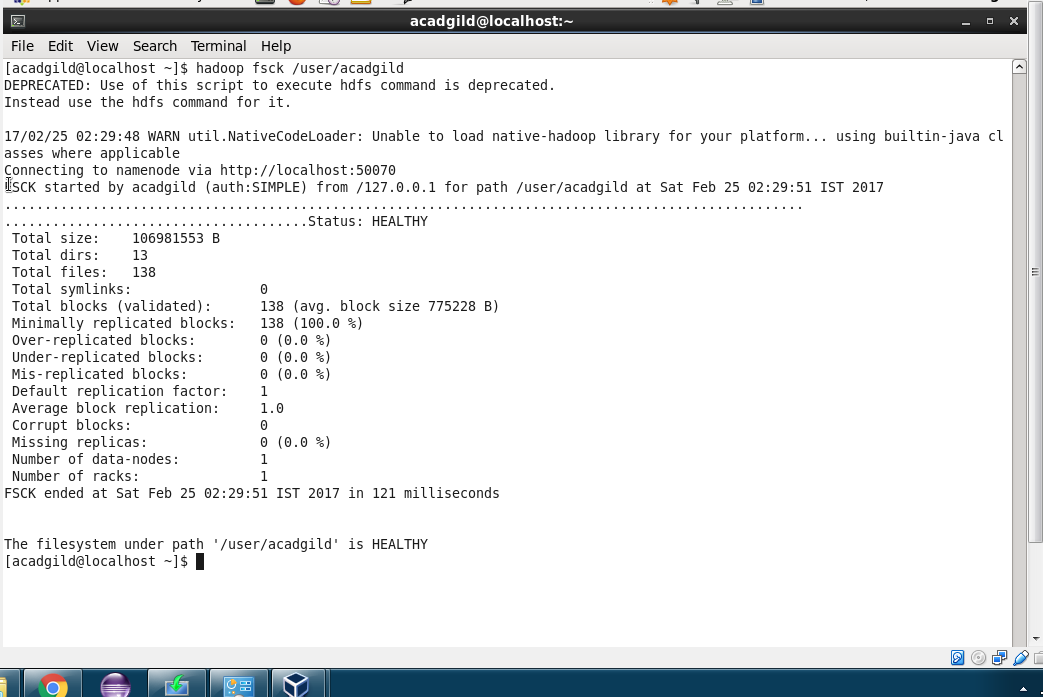 acadgild@localhost:~
File Edit View Search Terminal Help
[acadgild@localhost ~]$ hadoop fsck /user/acadgild
DEPRECATED: Use of this script to execute hdfs command is deprecated.
Instead use the hdfs command for it.
17/02/25 02:29:48 WARN util.NativeCodeLoader: Unable to load native-hadoop library for your platform... using builtin-java cl
asses where applicable
Connecting to namenode via http://localhost:50070
FSCK started by acadgild (auth:SIMPLE) from /127.0.0.1 for path /user/acadgild at Sat Feb 25 02:29:51 IST 2017
....................................................................................................
......................................Status: HEALTHY
Total size: 106981553 B
Total dirs: 13
Total files: 138
Total symlinks: 0
Total blocks (validated): 138 (avg. block size 775228 B)
Minimally replicated blocks: 138 (100.0 %)
Over-replicated blocks: 0 (0.0 %)
Under-replicated blocks: 0 (0.0 %)
Mis-replicated blocks: 0 (0.0 %)
Default replication factor: 1
Average block replication: 1.0
Corrupt blocks: 0
Missing replicas: 0 (0.0 %)
Number of data-nodes: 1
Number of racks: 1
FSCK ended at Sat Feb 25 02:29:51 IST 2017 in 121 milliseconds
The filesystem under path '/user/acadgild' is HEALTHY
[acadgild@localhost ~]$